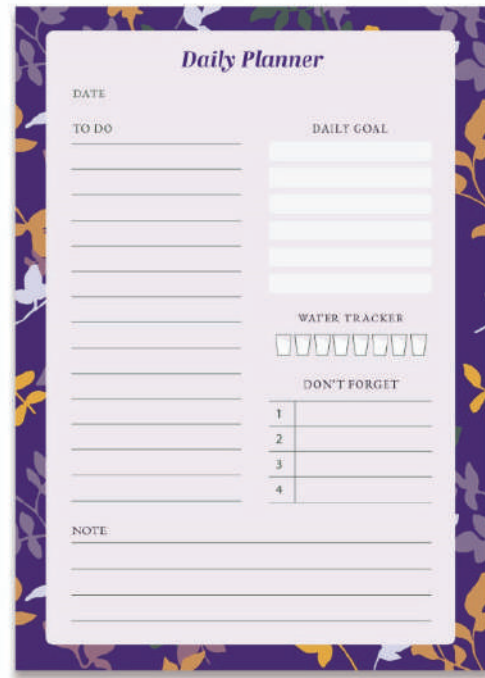 Daily Planner
DATE
TO DO
DAILY GOAL
WATER TRACKER
DON'T FORGET
1
2
3
4
NOTE